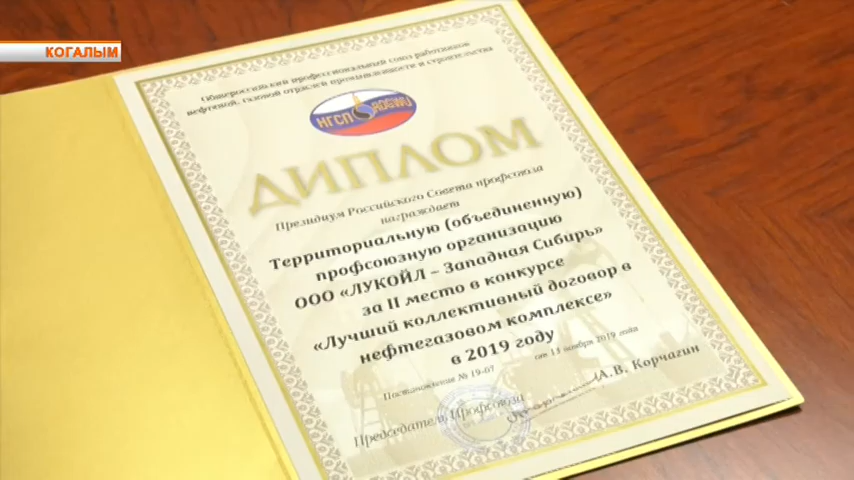 КОГАЛЫМ
Общероссийский профессиональный союз работников
нефтяной, газовой отраслей промышленности и строительства
НГСП ROGWU
ДИПЛОМ
Президиум Российского Совета профсоюза
награждает
Территориальную (объединенную)
профсоюзную организацию
ООО «ЛУКОЙЛ – Западная Сибирь»
за II место в конкурсе
«Лучший коллективный договор в
нефтегазовом комплексе»
в 2019 году
Постановление № 19-07 от 13 ноября 2019 года
Председатель Профсоюза А.В. Корчагин